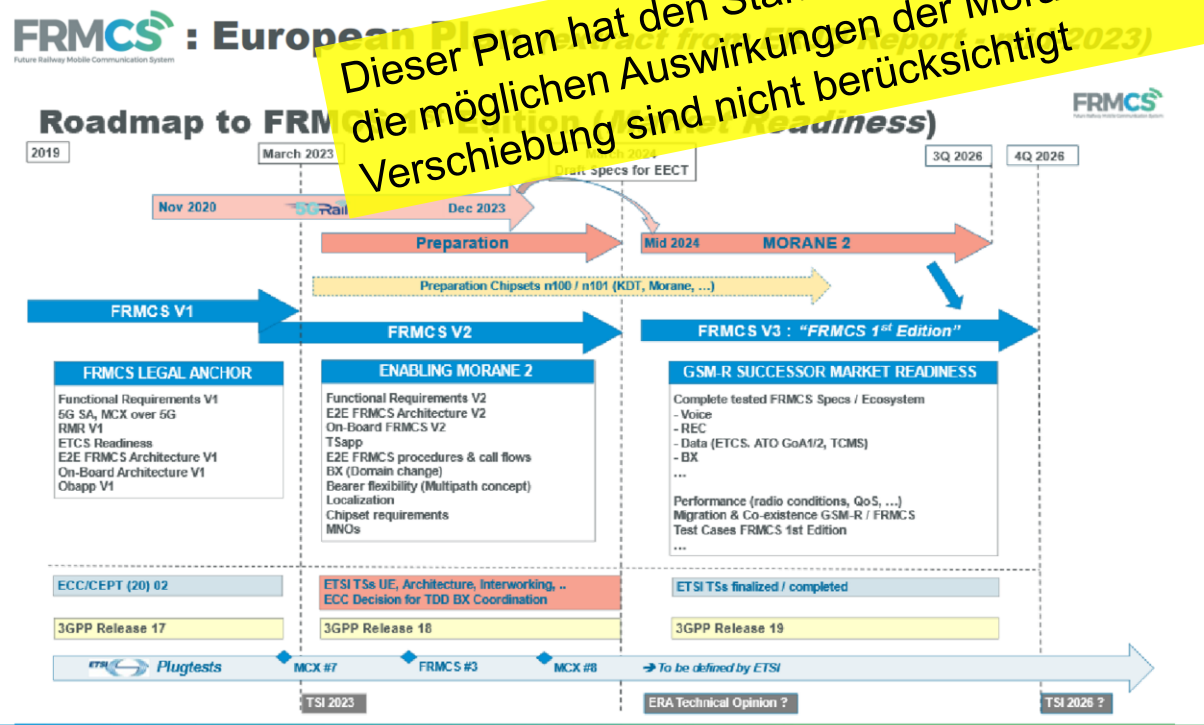 FRMCS : European Plan
2023)
Future Railway Mobile Communication System
Dieser Plan hat den
die möglichen Auswirkungen der
Verschiebung sind nicht berücksichtigt
FRMCS
Roadmap to
Readiness)
2019
March 2023
March 2024
Draft Specs for EECT
3Q 2026
4Q 2026
Nov 2020
5GRail
Dec 2023
Preparation
Mid 2024
MORANE 2
Preparation Chipsets n100 / n101 (KDT, Morane, ...)
FRMCS V1
FRMCS V2
FRMCS V3 : "FRMCS 1st Edition"
FRMCS LEGAL ANCHOR
Functional Requirements V1
5G SA, MCX over 5G
RMR V1
ETCS Readiness
E2E FRMCS Architecture V1
On-Board Architecture V1
Obapp V1
ENABLING MORANE 2
Functional Requirements V2
E2E FRMCS Architecture V2
On-Board FRMCS V2
TSapp
E2E FRMCS procedures & call flows
BX (Domain change)
Bearer flexibility (Multipath concept)
Localization
Chipset requirements
MNOs
GSM-R SUCCESSOR MARKET READINESS
Complete tested FRMCS Specs / Ecosystem
- Voice
- REC
- Data (ETCS. ATO GoA1/2, TCMS)
- BX
...
Performance (radio conditions, QoS, ...)
Migration & Co-existence GSM-R / FRMCS
Test Cases FRMCS 1st Edition
...
ECC/CEPT (20) 02
ETSI TSs UE, Architecture, Interworking, ..
ECC Decision for TDD BX Coordination
ETSI TSs finalized / completed
3GPP Release 17
3GPP Release 18
3GPP Release 19
ETSI Plugtests
MCX #7
FRMCS #3
MCX #8
To be defined by ETSI
TSI 2023
ERA Technical Opinion ?
TSI 2026 ?